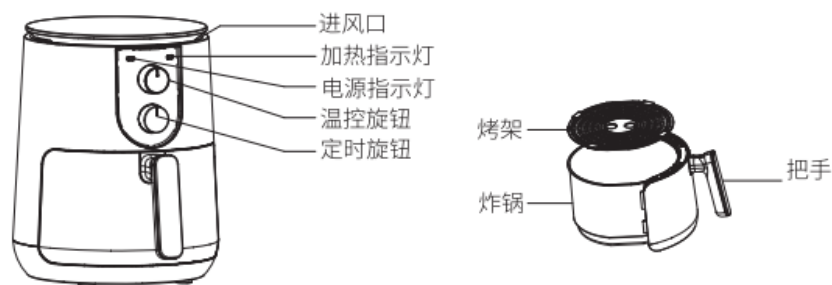 进风口
加热指示灯
电源指示灯
温控旋钮
定时旋钮
烤架
炸锅
把手